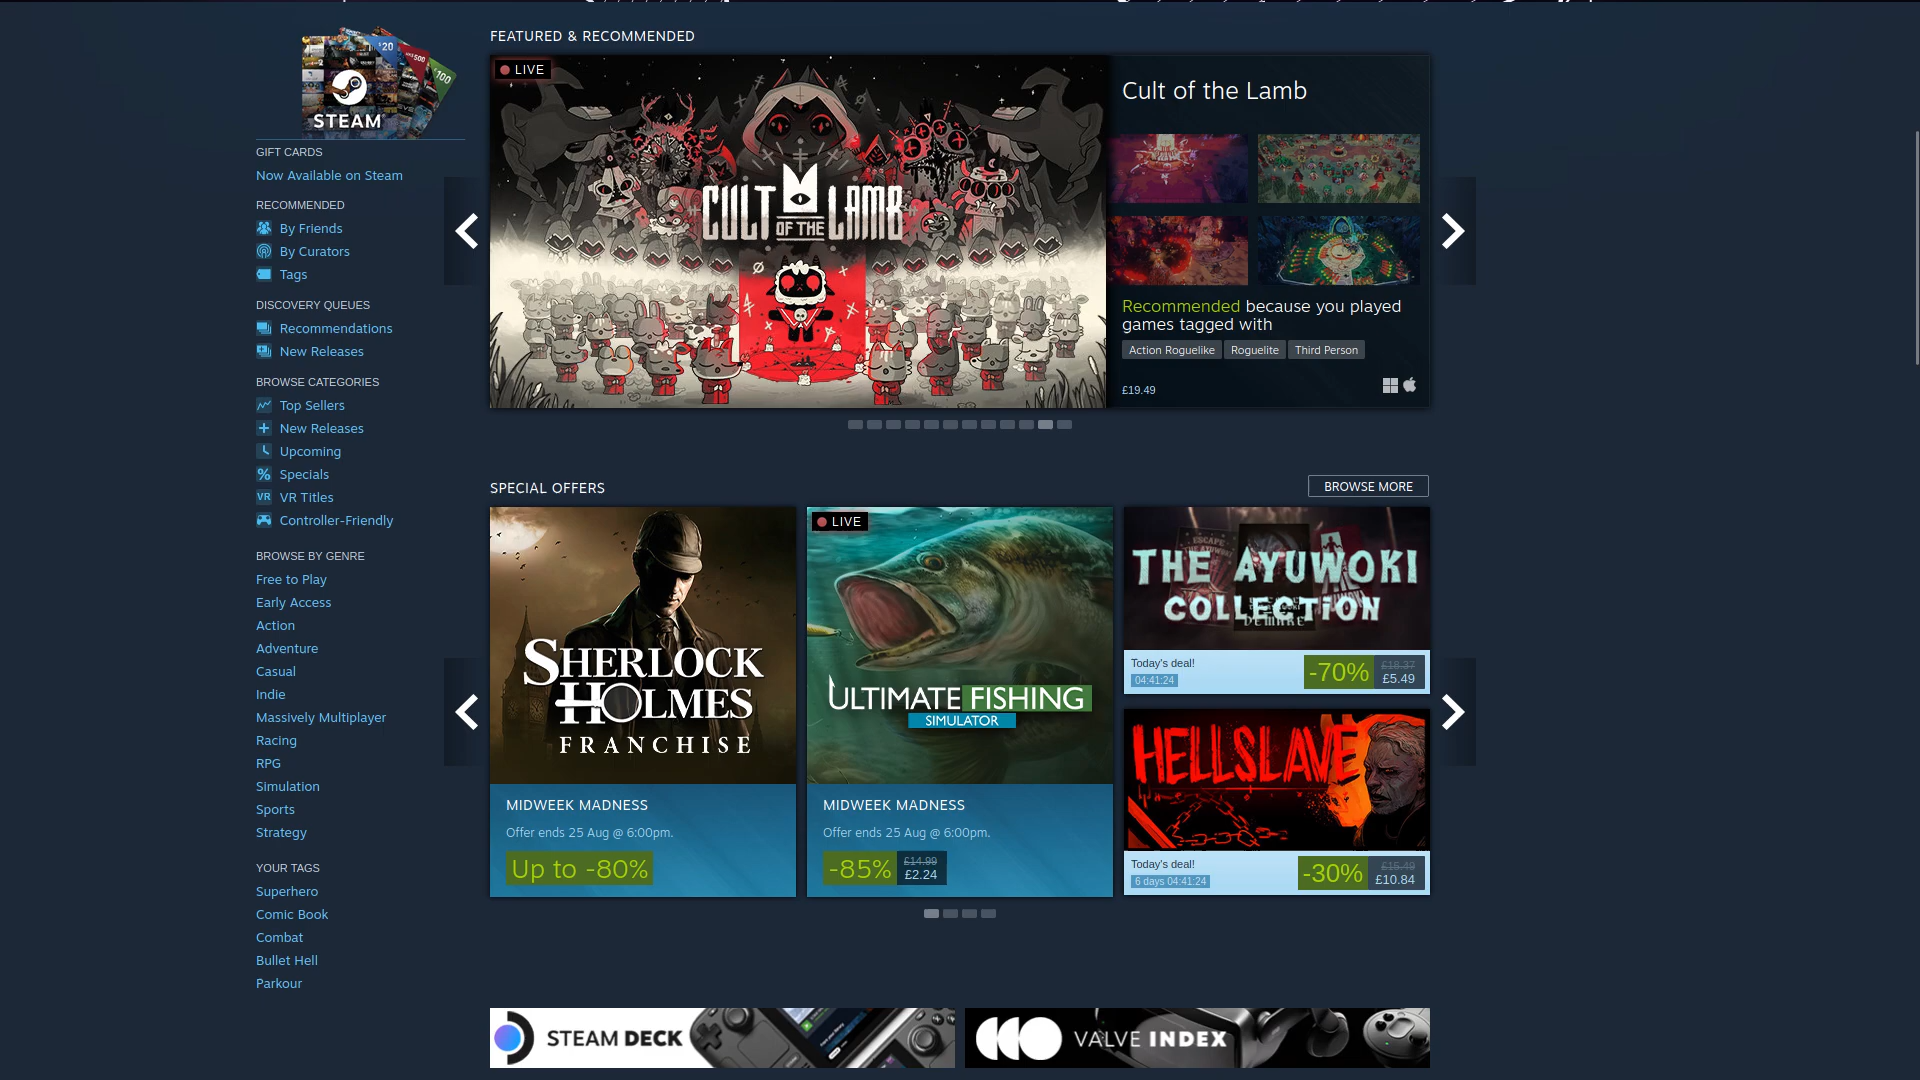 FEATURED & RECOMMENDED
STEAM
GIFT CARDS
Now Available on Steam
RECOMMENDED
By Friends
By Curators
Tags
DISCOVERY QUEUES
Recommendations
New Releases
BROWSE CATEGORIES
Top Sellers
New Releases
Upcoming
Specials
VR
VR Titles
Controller-Friendly
BROWSE BY GENRE
Free to Play
Early Access
Action
Adventure
Casual
Indie
Massively Multiplayer
Racing
RPG
Simulation
Sports
Strategy
YOUR TAGS
Superhero
Comic Book
Combat
Bullet Hell
Parkour
LIVE
CULT OF THE LAMB
Cult of the Lamb
Recommended because you played
games tagged with
Action Roguelike Roguelite Third Person
£19.49
SPECIAL OFFERS
BROWSE MORE
SHERLOCK
HOLMES
FRANCHISE
MIDWEEK MADNESS
Offer ends 25 Aug @ 6:00pm.
Up to -80%
LIVE
ULTIMATE FISHING
SIMULATOR
MIDWEEK MADNESS
Offer ends 25 Aug @ 6:00pm.
-85% £14.99
£2.24
THE AYUWOKI
COLLECTION
Today's deal!
04:41:24
-70% £18.37
£5.49
HELLSLAVE
Today's deal!
6 days 04:41:24
-30% £15.49
£10.84
STEAM DECK
VALVE INDEX